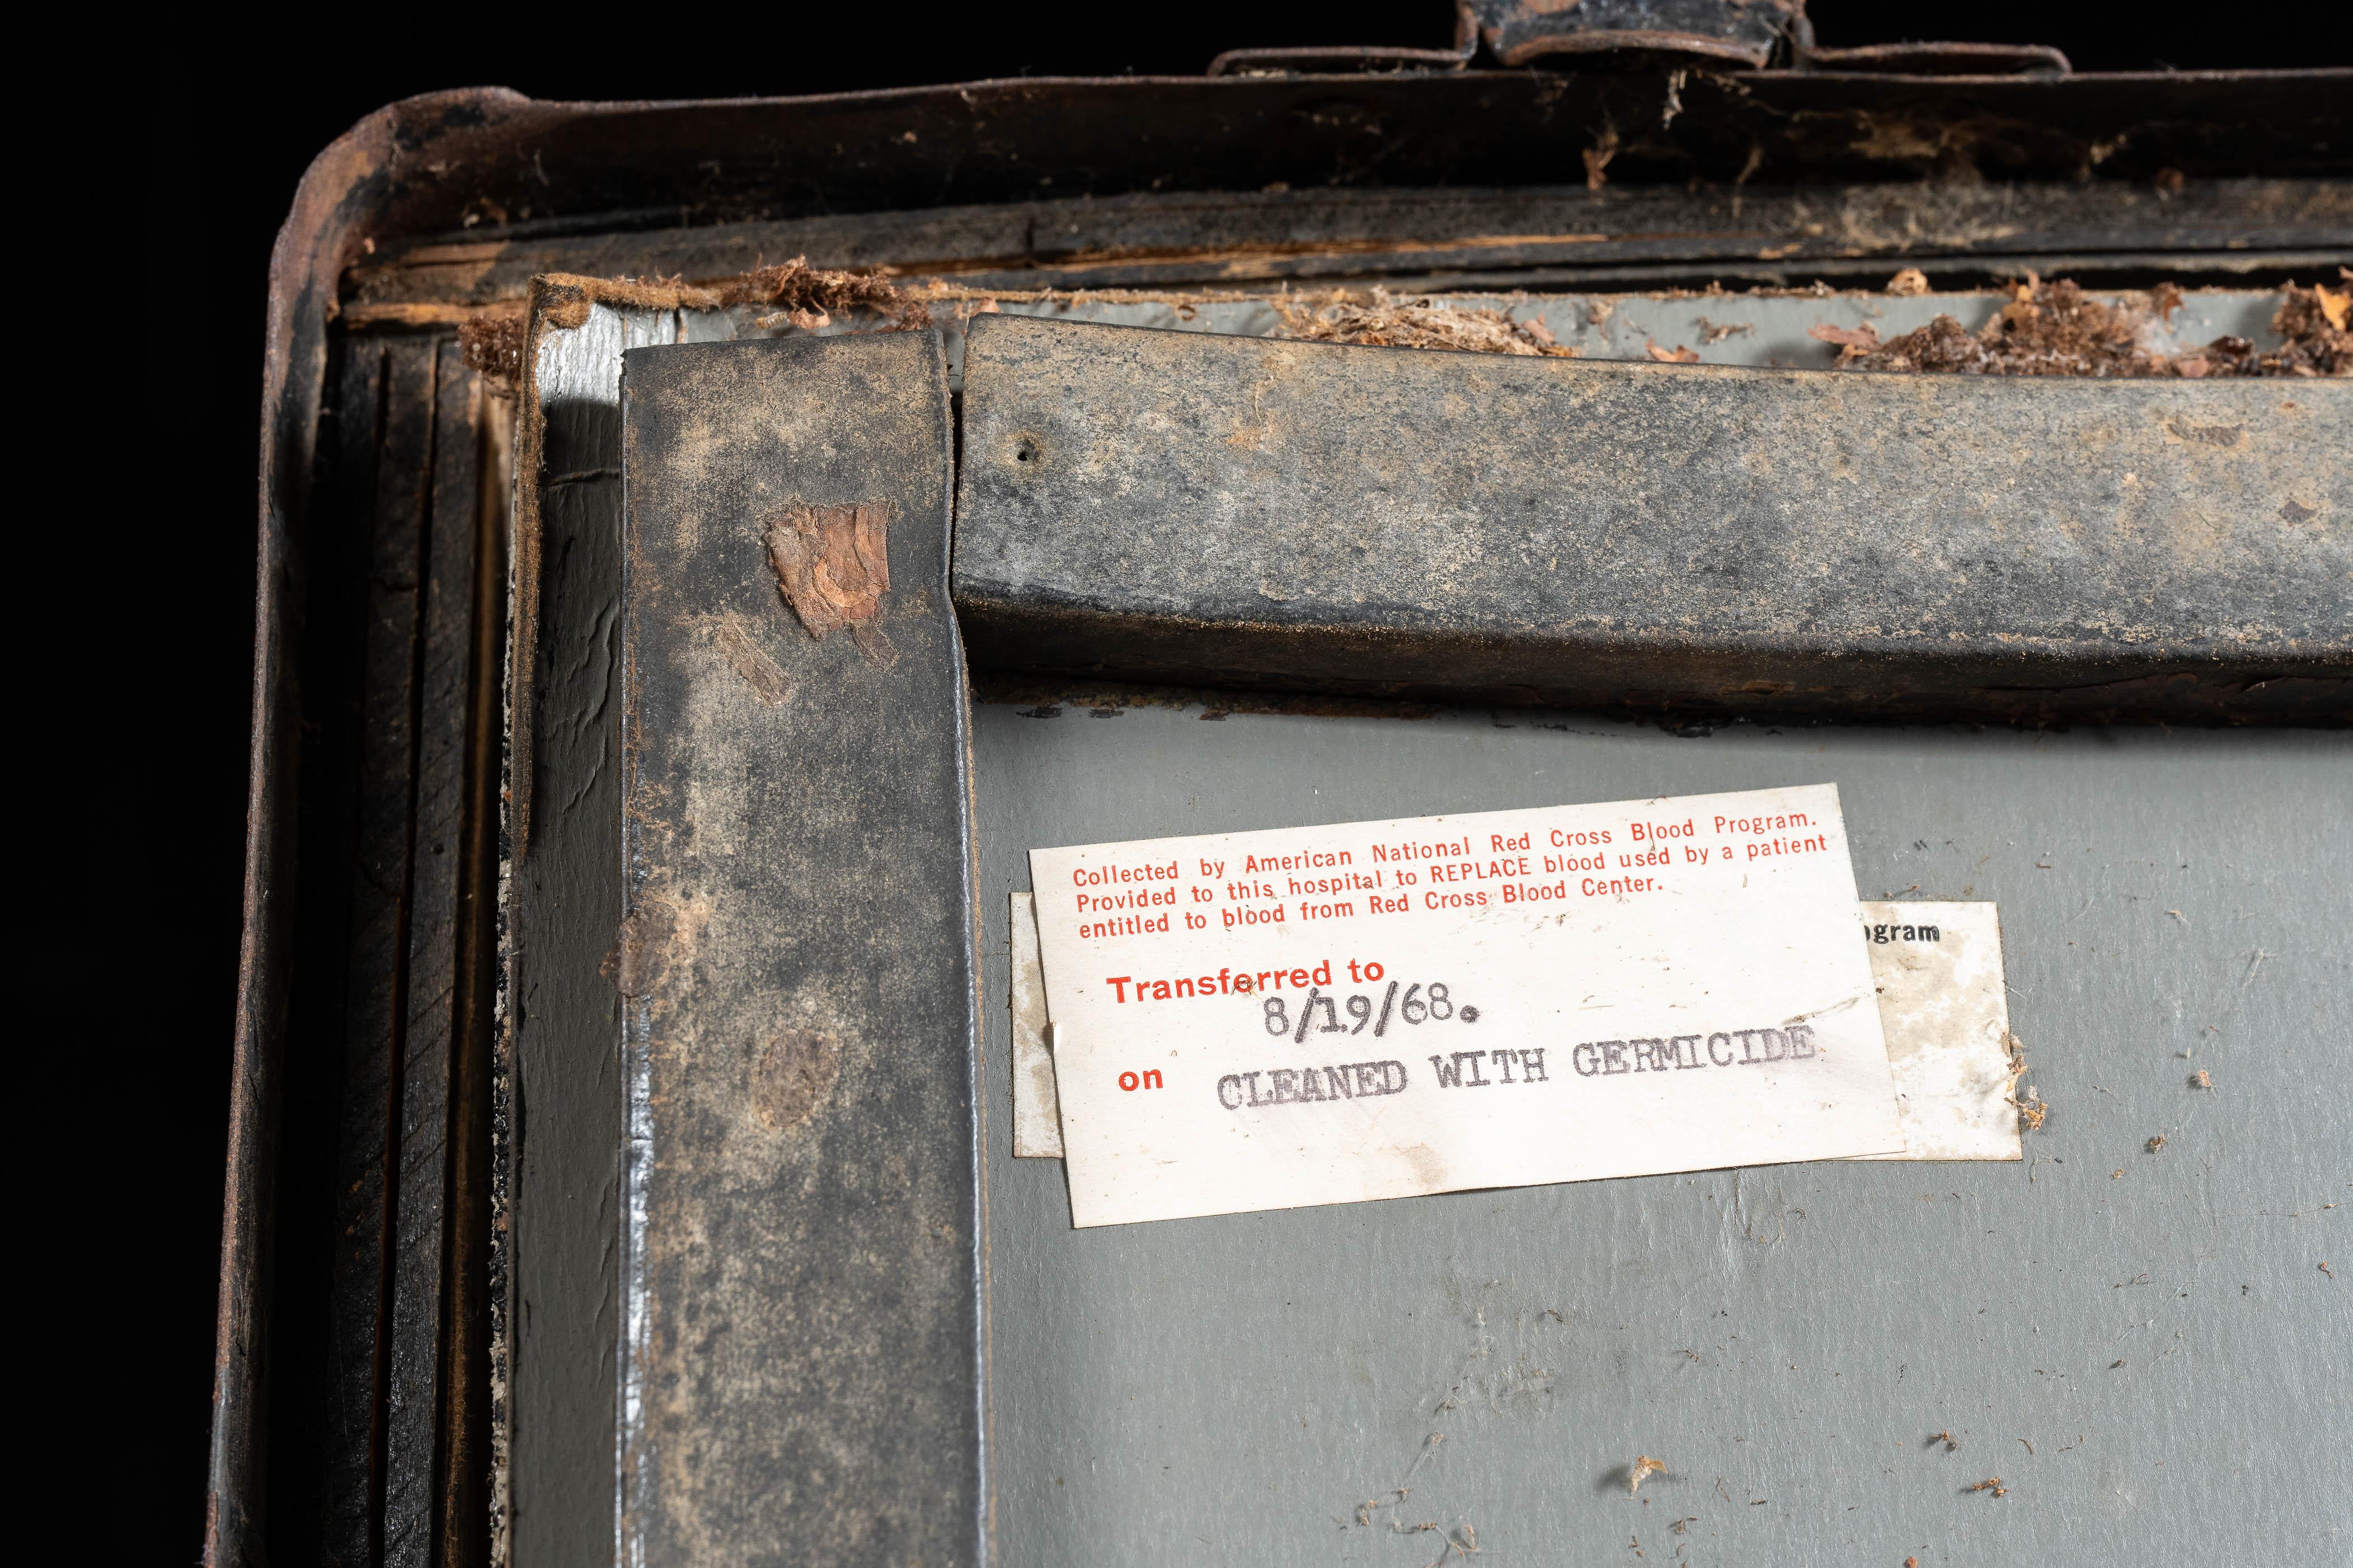 Collected by American National Red Cross Blood Program.
Provided to this hospital to REPLACE blood used by a patient
entitled to blood from Red Cross Blood Center.
ogram
Transferred to
8/19/68.
on CLEANED WITH GERMICIDE